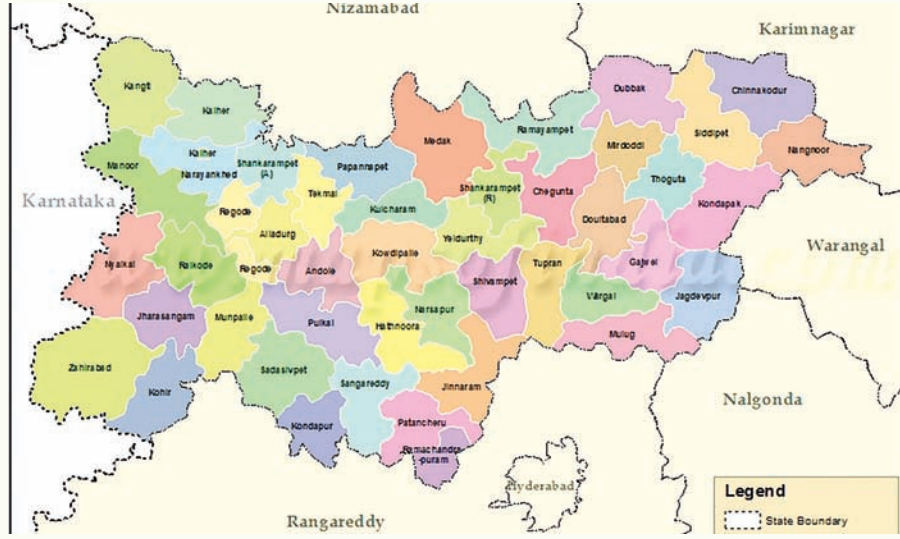 Nizamabad
Karimnagar
Kangti
Dubbak
Chinnakodur
Kalher
Medak
Ramayampet
Siddipet
Mirdoddi
Nangnoor
Manoor
Kalher
Shankarampet
(A)
Papannapet
Narayankhed
Tekmal
Shankarampet
(R)
Chegunta
Thoguta
Kondapak
Karnataka
Regode
Kulcharam
Doultabad
Alladurg
Yeldurthy
Warangal
Nyalkal
Raikode
Regode
Andole
Kowdipalle
Tupran
Gajwel
Shivampet
Wargal
Jagdevpur
Jharasangam
Munpalle
Pulkal
Hathnoora
Narsapur
Mulug
Zahirabad
Kohir
Sadasivpet
Sangareddy
Jinnaram
Nalgonda
Kondapur
Patancheru
Ramachandra
-puram
Hyderabad
Rangareddy
Legend
State Boundary